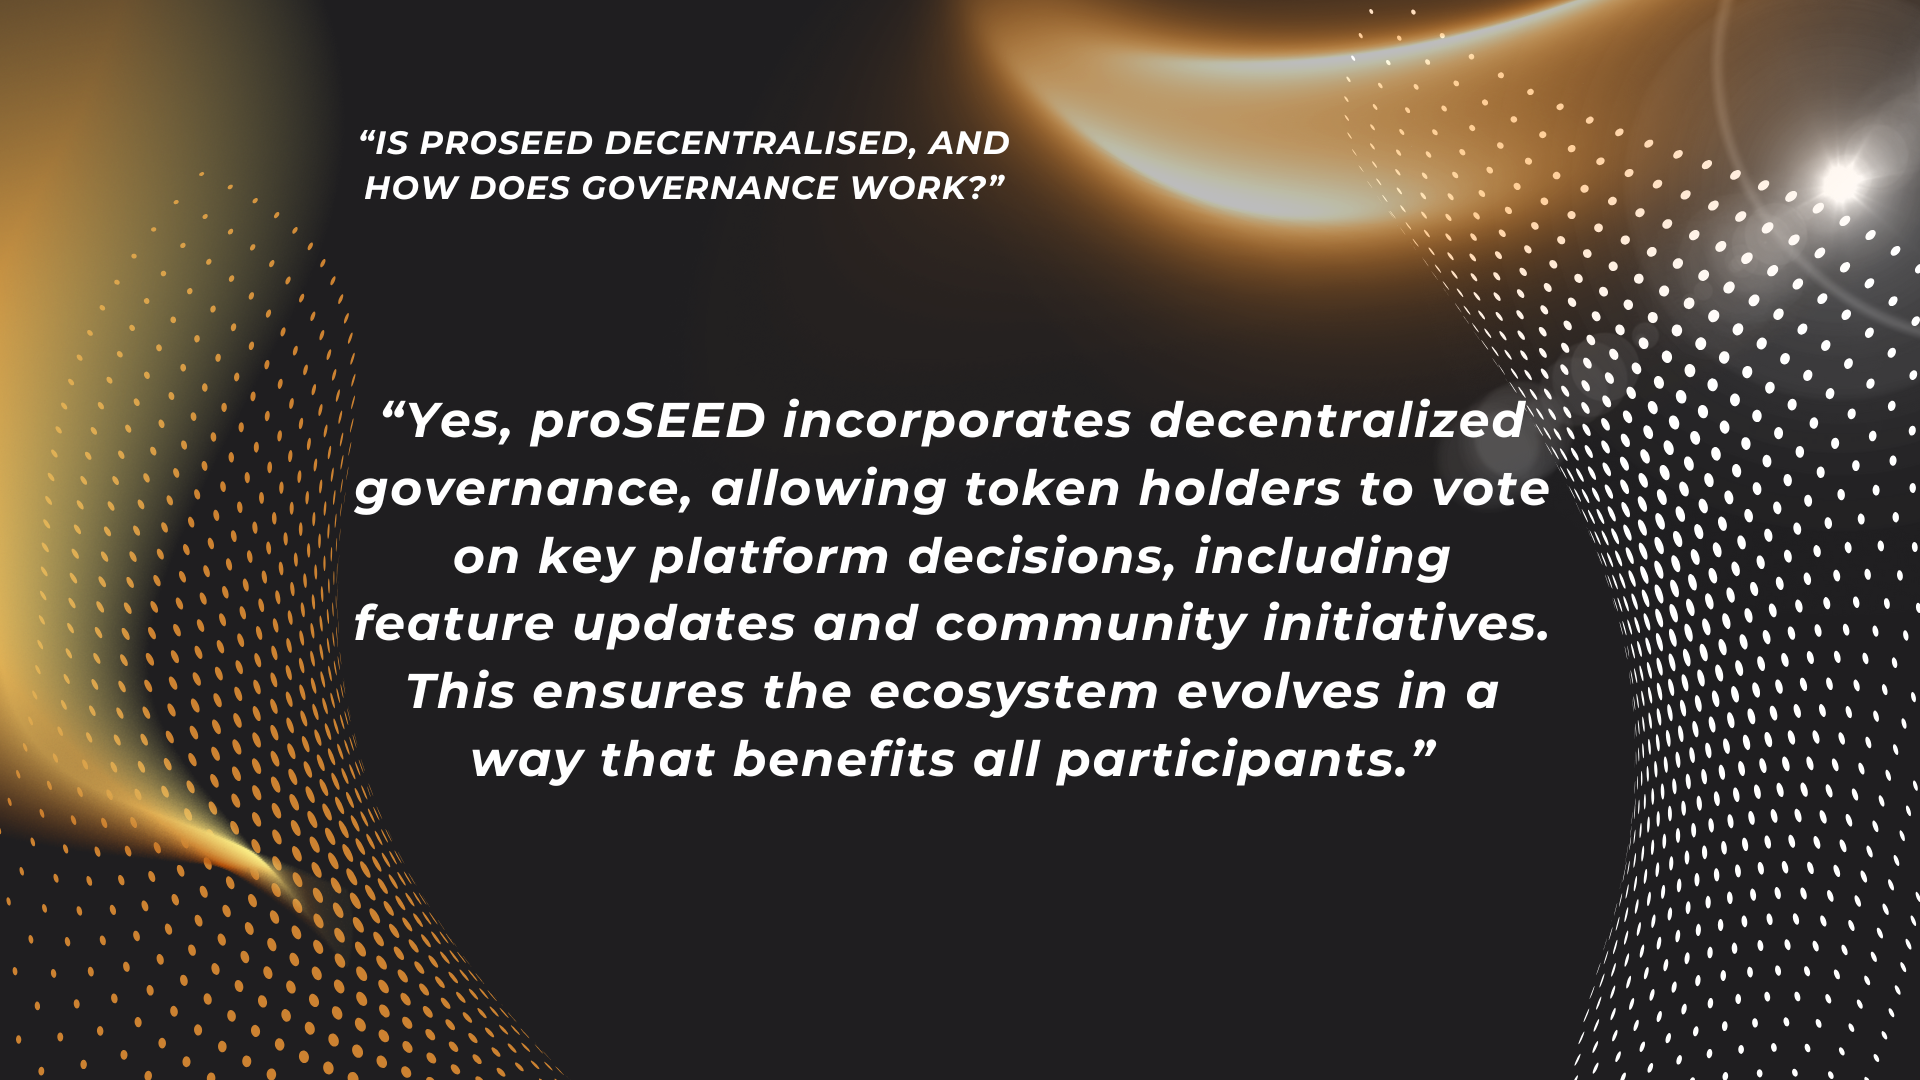 “IS PROSEED DECENTRALISED, AND
HOW DOES GOVERNANCE WORK?”
“Yes, proSEED incorporates decentralized
governance, allowing token holders to vote
on key platform decisions, including
feature updates and community initiatives.
This ensures the ecosystem evolves in a
way that benefits all participants.”